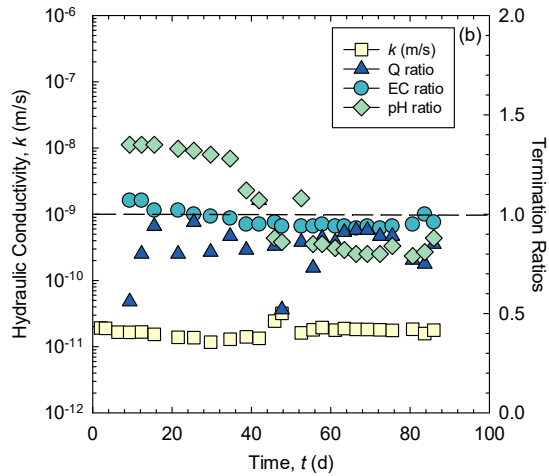 10⁻⁶
10⁻⁷
10⁻⁸
10⁻⁹
10⁻¹⁰
10⁻¹¹
10⁻¹²
Hydraulic Conductivity, k (m/s)
(b)
k (m/s)
Q ratio
EC ratio
pH ratio
2.0
1.5
1.0
0.5
0.0
Termination Ratios
0 20 40 60 80 100
Time, t (d)